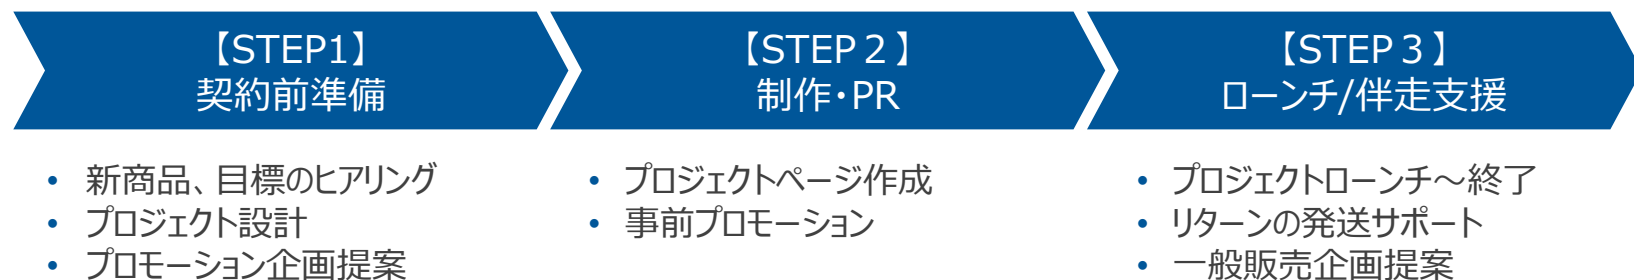 【STEP1】
契約前準備
【STEP２】
制作・PR
【STEP３】
ローンチ/伴走支援
• 新商品、目標のヒアリング
• プロジェクト設計
• プロモーション企画提案
• プロジェクトページ作成
• 事前プロモーション
• プロジェクトローンチ～終了
• リターンの発送サポート
• 一般販売企画提案